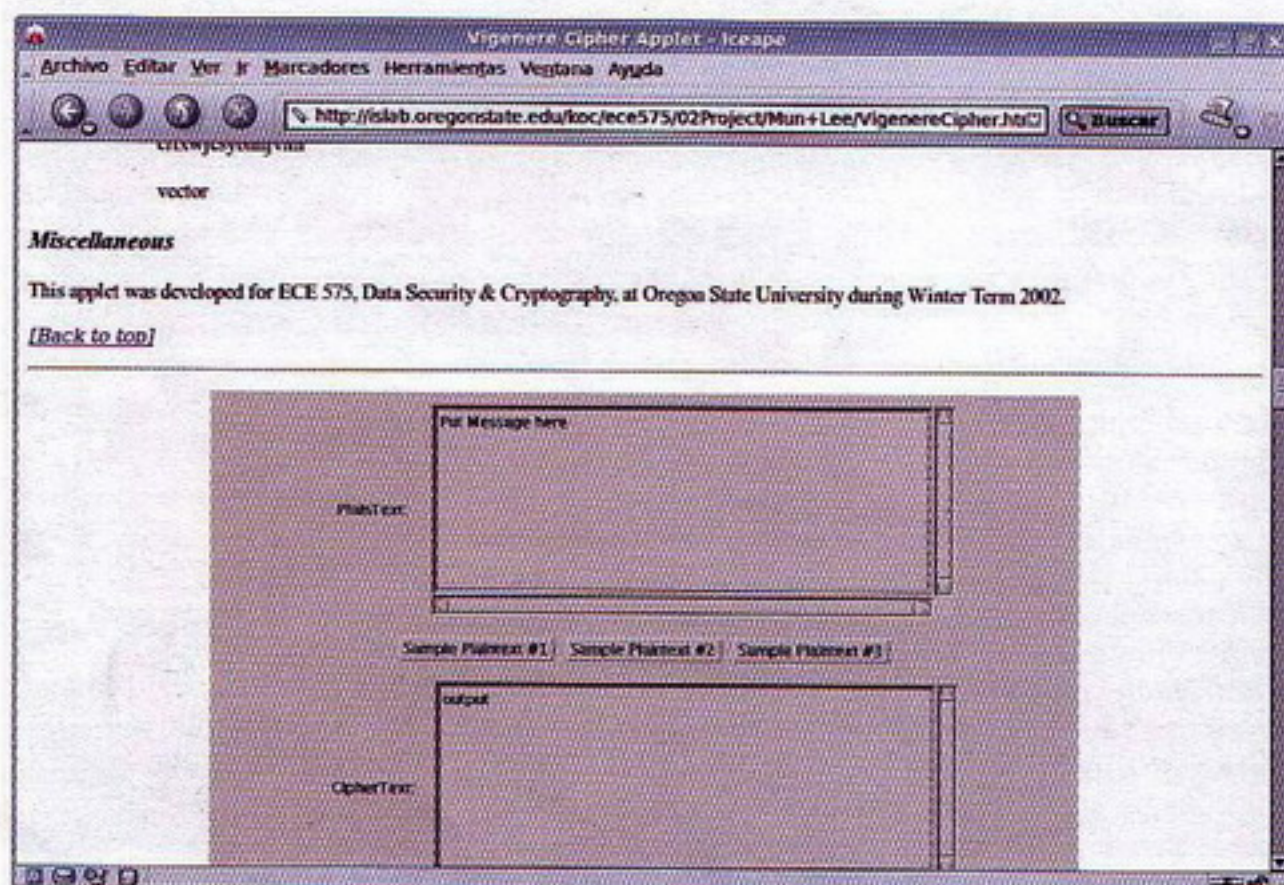 Vigenere Cipher Applet - Iceape
Archivo Editar Ver Ir Marcadores Herramientas Ventana Ayuda
http://islab.oregonstate.edu/koc/ece575/02Project/Mun+Lee/VigenereCipher.html Buscar
vector
Miscellaneous
This applet was developed for ECE 575, Data Security & Cryptography, at Oregon State University during Winter Term 2002.
[Back to top]
Put Message here
PlainText:
Sample Plaintext #1 Sample Plaintext #2 Sample Plaintext #3
output
CipherText: